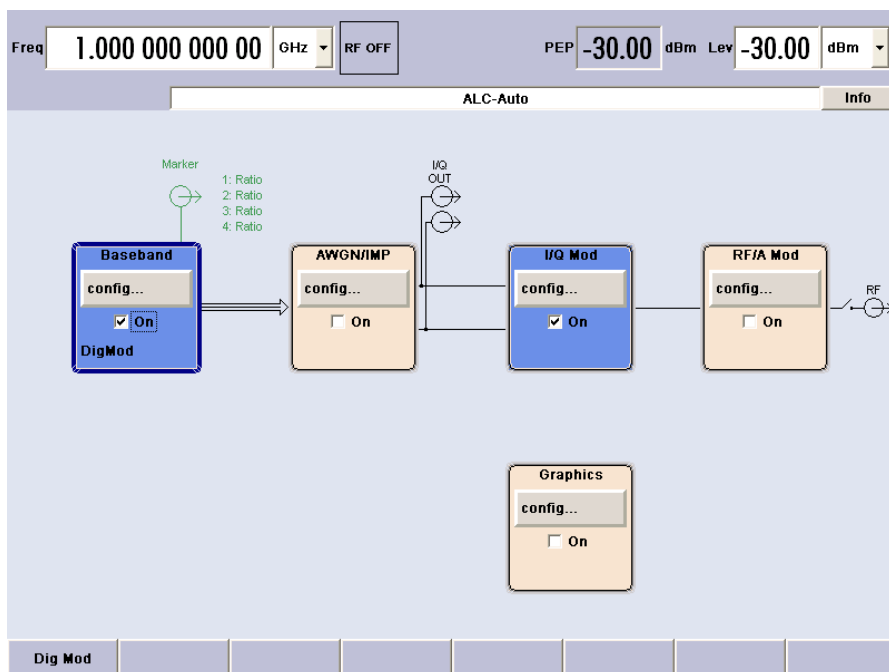 Freq 1.000 000 000 00 GHz RF OFF PEP -30.00 dBm Lev -30.00 dBm
ALC-Auto Info
Marker
1: Ratio
2: Ratio
3: Ratio
4: Ratio
I/Q
OUT
Baseband
config...
On
DigMod
AWGN/IMP
config...
On
I/Q Mod
config...
On
RF/A Mod
config...
On
RF
Graphics
config...
On
Dig Mod